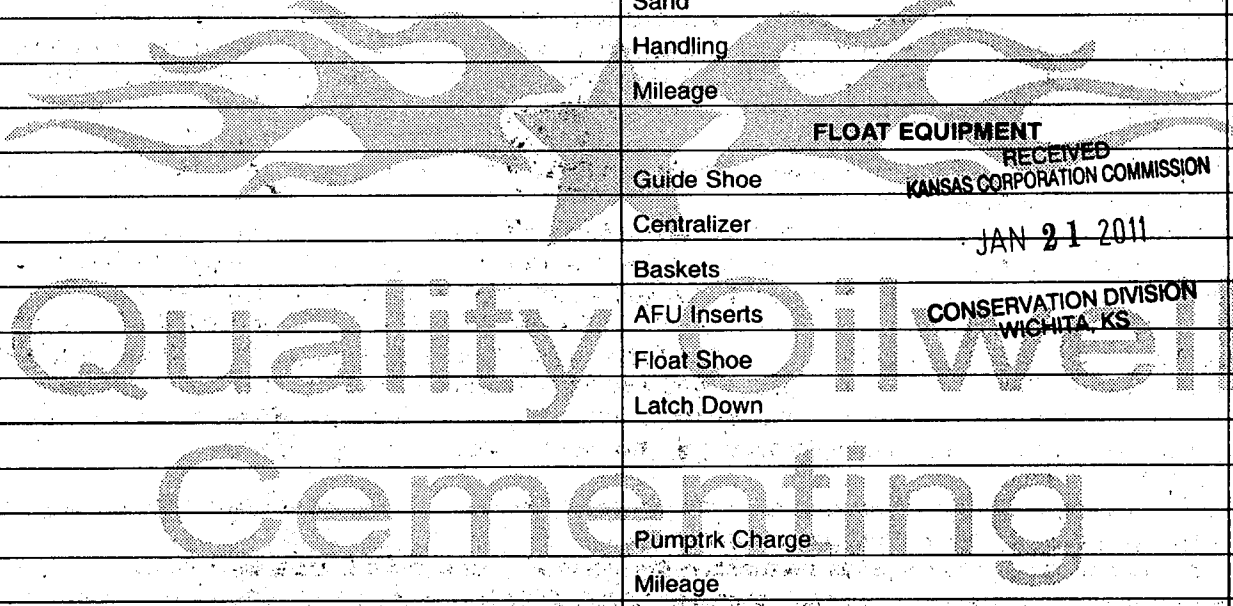 Sand
Handling
Mileage
FLOAT EQUIPMENT
RECEIVED
KANSAS CORPORATION COMMISSION
Guide Shoe
Centralizer
JAN 21 2011
Baskets
AFU Inserts
CONSERVATION DIVISION
WICHITA, KS
Float Shoe
Quality Oilwell
Latch Down
Cementing
Pumptrk Charge
Mileage